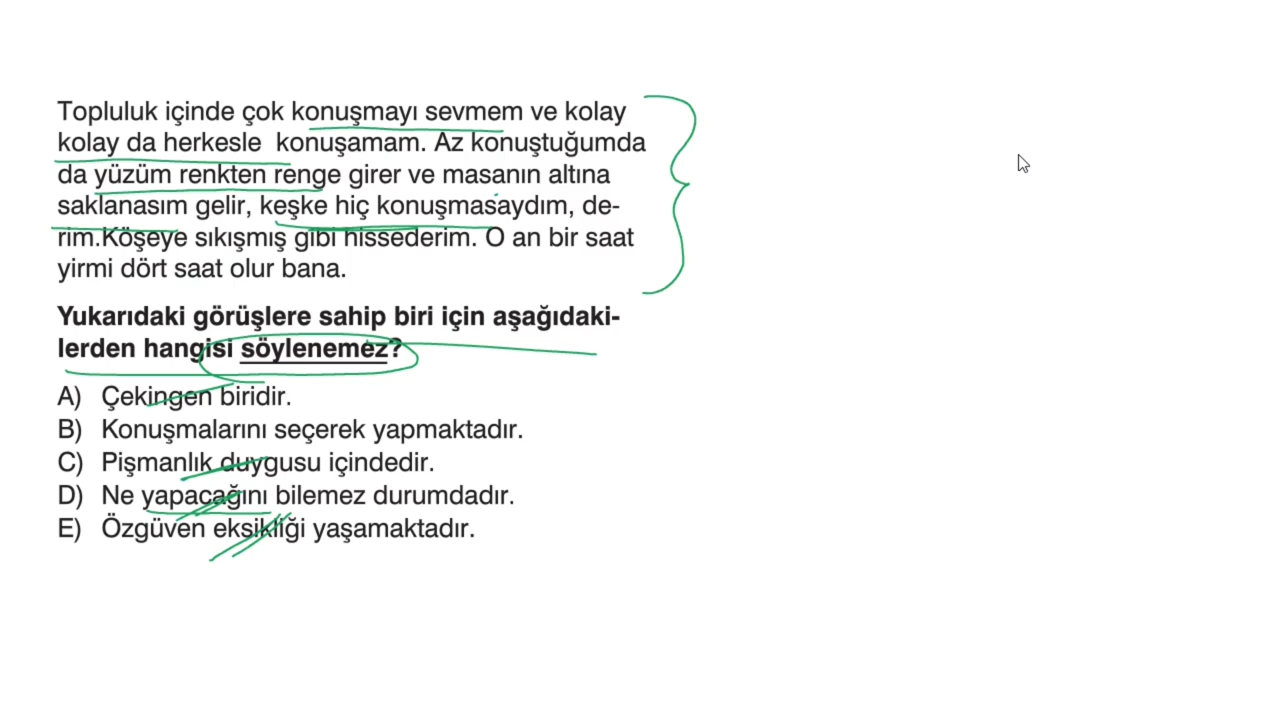 Topluluk içinde çok konuşmayı sevmem ve kolay
kolay da herkesle konuşamam. Az konuştuğumda
da yüzüm renkten renge girer ve masanın altına
saklanasım gelir, keşke hiç konuşmasaydım, de-
rim.Köşeye sıkışmış gibi hissederim. O an bir saat
yirmi dört saat olur bana.
Yukarıdaki görüşlere sahip biri için aşağıdaki-
lerden hangisi söylenemez?
A) Çekingen biridir.
B) Konuşmalarını seçerek yapmaktadır.
C) Pişmanlık duygusu içindedir.
D) Ne yapacağını bilemez durumdadır.
E) Özgüven eksikliği yaşamaktadır.